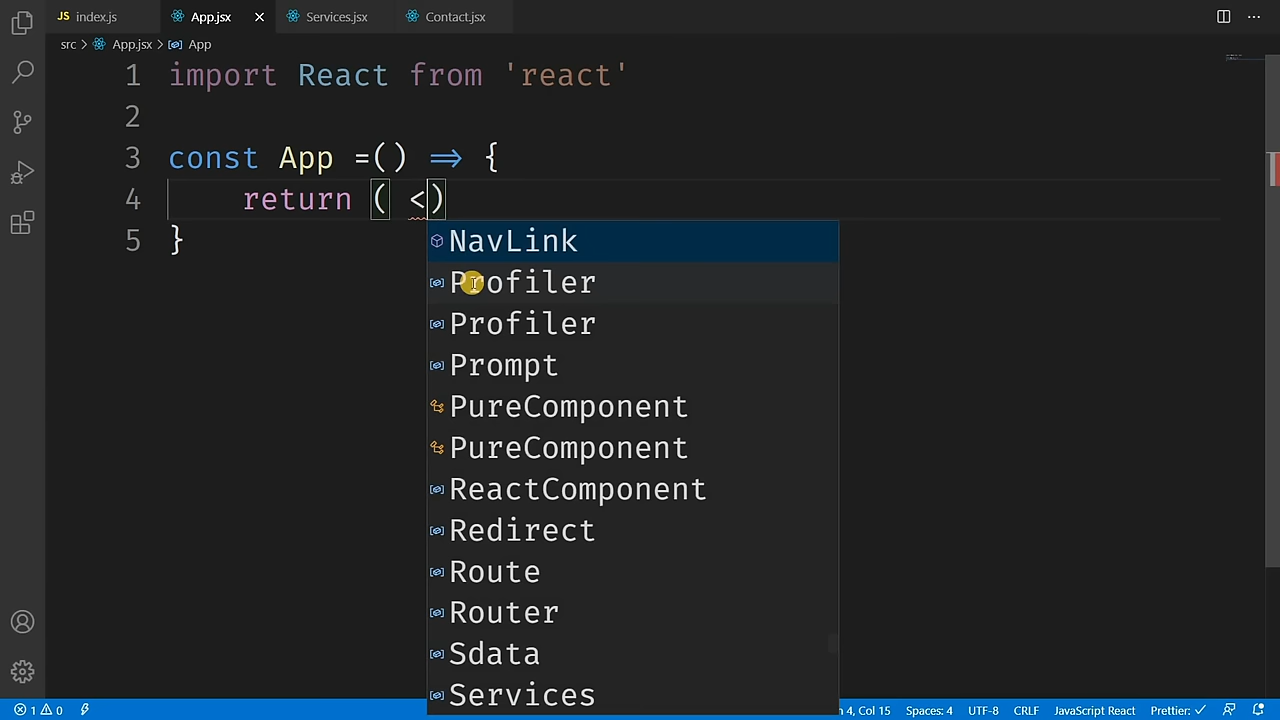 JS index.js App.jsx Services.jsx Contact.jsx
src > App.jsx > App
1 import React from 'react'
2
3 const App =() => {
4 return ( <)
5 }
NavLink
Profiler
Profiler
Prompt
PureComponent
PureComponent
ReactComponent
Redirect
Route
Router
Sdata
Services
1 0 4, Col 15 Spaces: 4 UTF-8 CRLF JavaScript React Prettier: ✓